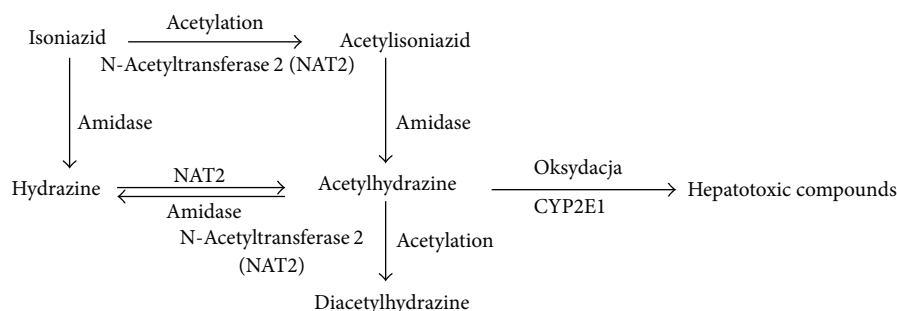 Isoniazid
Acetylation
N-Acetyltransferase 2 (NAT2)
Acetylisoniazid
Amidase
Amidase
Hydrazine
NAT2
Amidase
Acetylhydrazine
Oksydacja
CYP2E1
Hepatotoxic compounds
N-Acetyltransferase 2
(NAT2)
Acetylation
Diacetylhydrazine